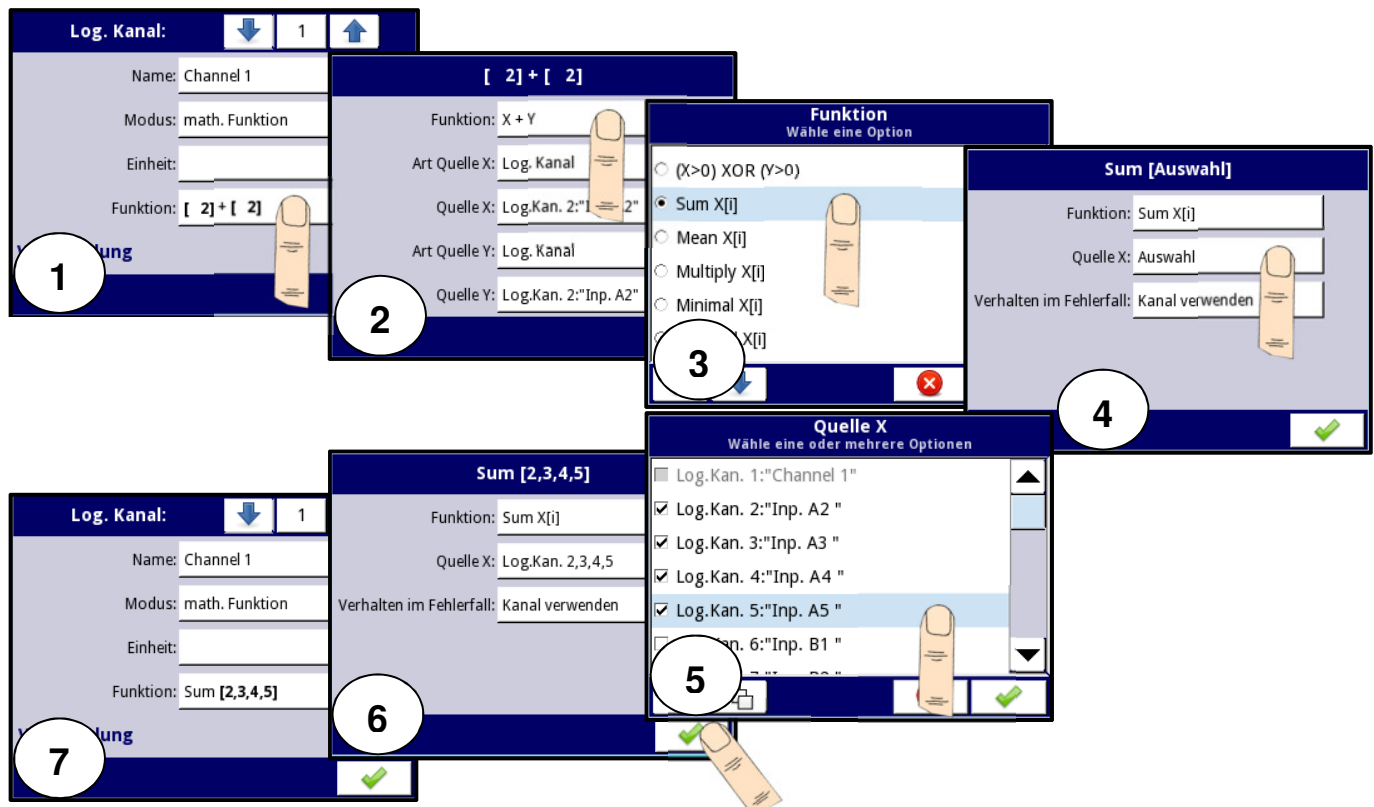 Log. Kanal: 1
Name: Channel 1
Modus: math. Funktion
Einheit:
Funktion: [ 2] + [ 2]
1
[ 2] + [ 2]
Funktion: X + Y
Art Quelle X: Log. Kanal
Quelle X: Log.Kan. 2:"I 2"
Art Quelle Y: Log. Kanal
Quelle Y: Log.Kan. 2:"Inp. A2"
2
Funktion
Wähle eine Option
(X>0) XOR (Y>0)
Sum X[i]
Mean X[i]
Multiply X[i]
Minimal X[i]
X[i]
3
Sum [Auswahl]
Funktion: Sum X[i]
Quelle X: Auswahl
Verhalten im Fehlerfall: Kanal verwenden
4
Quelle X
Wähle eine oder mehrere Optionen
Log.Kan. 1:"Channel 1"
Log.Kan. 2:"Inp. A2 "
Log.Kan. 3:"Inp. A3 "
Log.Kan. 4:"Inp. A4 "
Log.Kan. 5:"Inp. A5 "
6:"Inp. B1 "
5
Sum [2,3,4,5]
Funktion: Sum X[i]
Quelle X: Log.Kan. 2,3,4,5
Verhalten im Fehlerfall: Kanal verwenden
6
Log. Kanal: 1
Name: Channel 1
Modus: math. Funktion
Einheit:
Funktion: Sum [2,3,4,5]
7